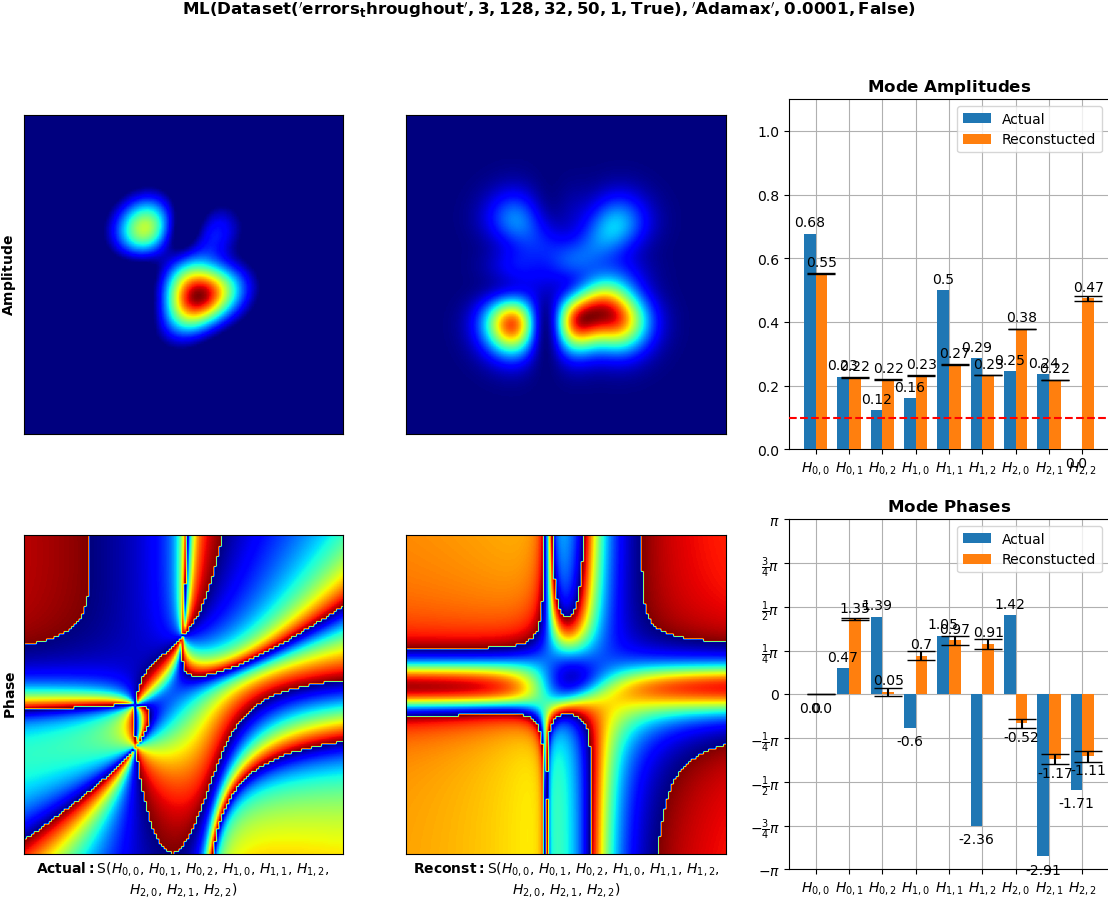 ML(Dataset('errors_throughout', 3, 128, 32, 50, 1, True), 'Adamax', 0.0001, False)
Amplitude
Mode Amplitudes
Actual
Reconstucted
1.0
0.8
0.6
0.4
0.2
0.0
0.68
0.55
0.23
0.22
0.12
0.22
0.16
0.23
0.5
0.27
0.29
0.23
0.25
0.38
0.24
0.22
0.0
0.47
H0,0 H0,1 H0,2 H1,0 H1,1 H1,2 H2,0 H2,1 H2,2
Phase
Actual: S(H0,0, H0,1, H0,2, H1,0, H1,1, H1,2,
H2,0, H2,1, H2,2)
Reconst: S(H0,0, H0,1, H0,2, H1,0, H1,1, H1,2,
H2,0, H2,1, H2,2)
Mode Phases
Actual
Reconstucted
π
3/4π
1/2π
1/4π
0
−1/4π
−1/2π
−3/4π
−π
0.0
0.0
0.47
1.35
1.39
0.05
-0.6
0.7
1.05
0.97
-2.36
0.91
1.42
-0.52
-2.91
-1.17
-1.71
-1.11
H0,0 H0,1 H0,2 H1,0 H1,1 H1,2 H2,0 H2,1 H2,2